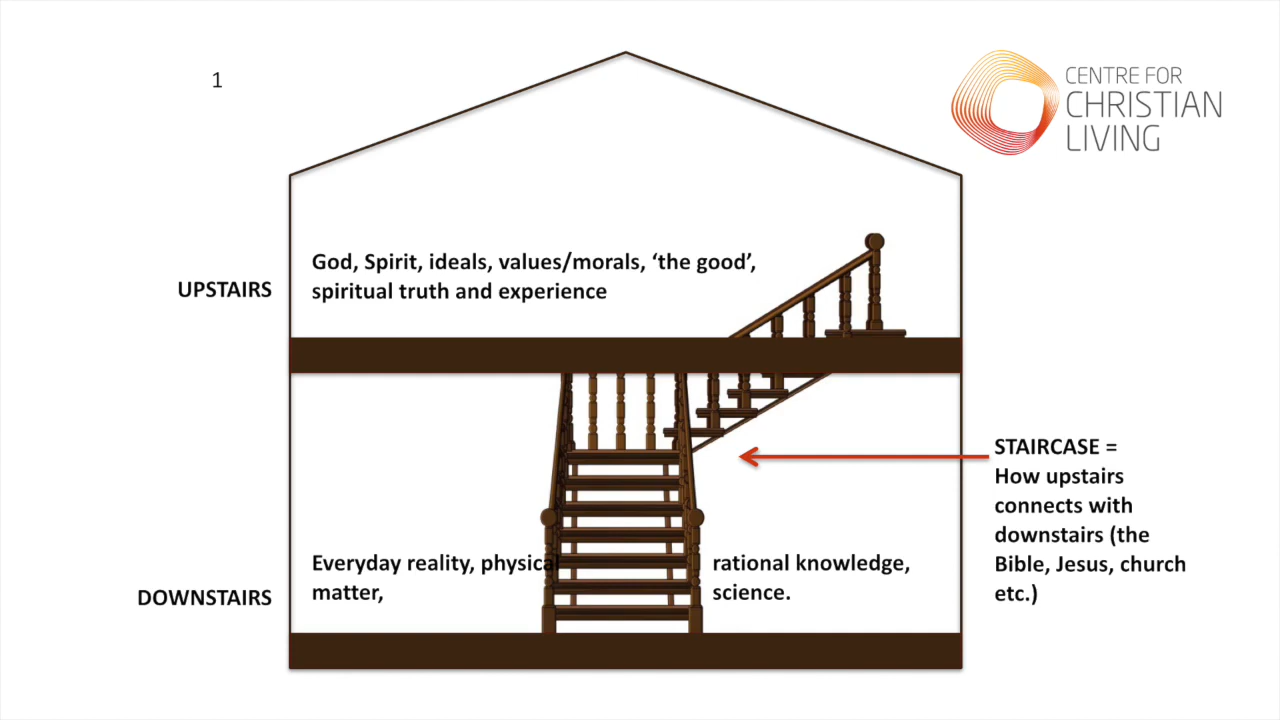 1
CENTRE FOR
CHRISTIAN
LIVING
God, Spirit, ideals, values/morals, ‘the good’,
spiritual truth and experience
UPSTAIRS
STAIRCASE =
How upstairs
connects with
downstairs (the
Bible, Jesus, church
etc.)
Everyday reality, physical
matter,
rational knowledge,
science.
DOWNSTAIRS